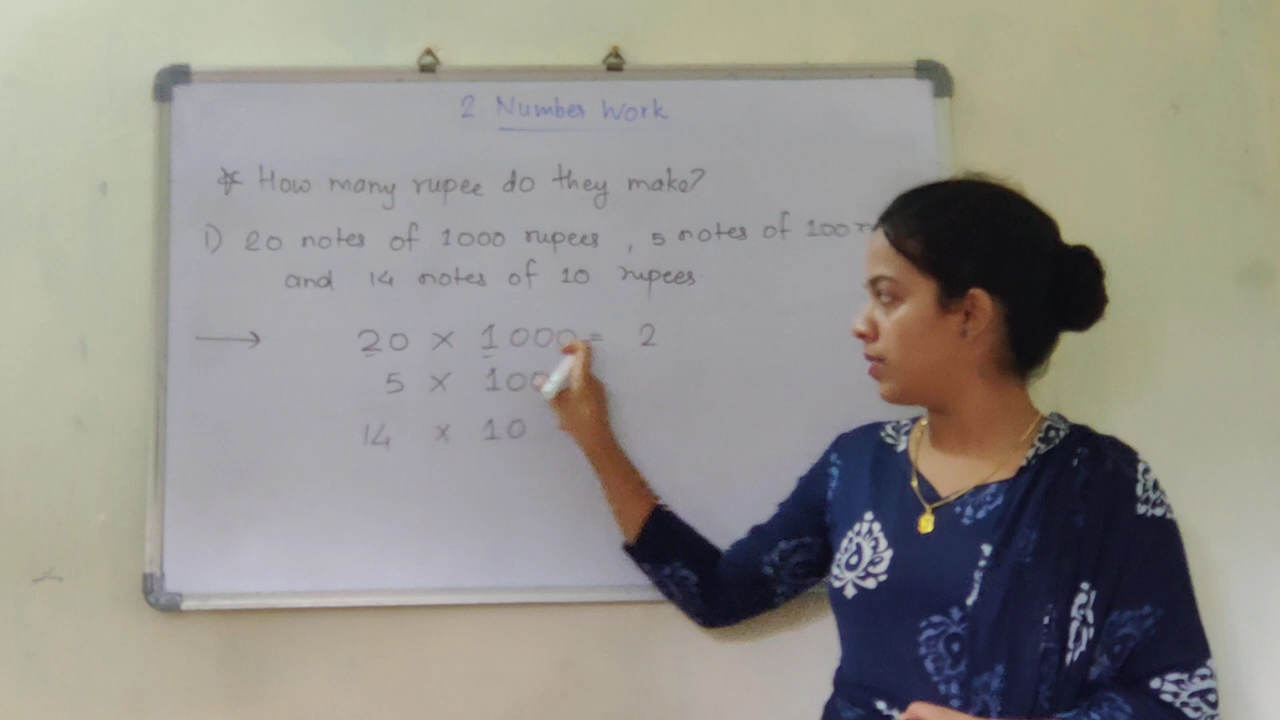 2. Number Work
* How many rupee do they make?
1) 20 notes of 1000 rupees , 5 notes of 100
and 14 notes of 10 rupees.
→ 20 × 1000 = 2
5 × 100
14 × 10